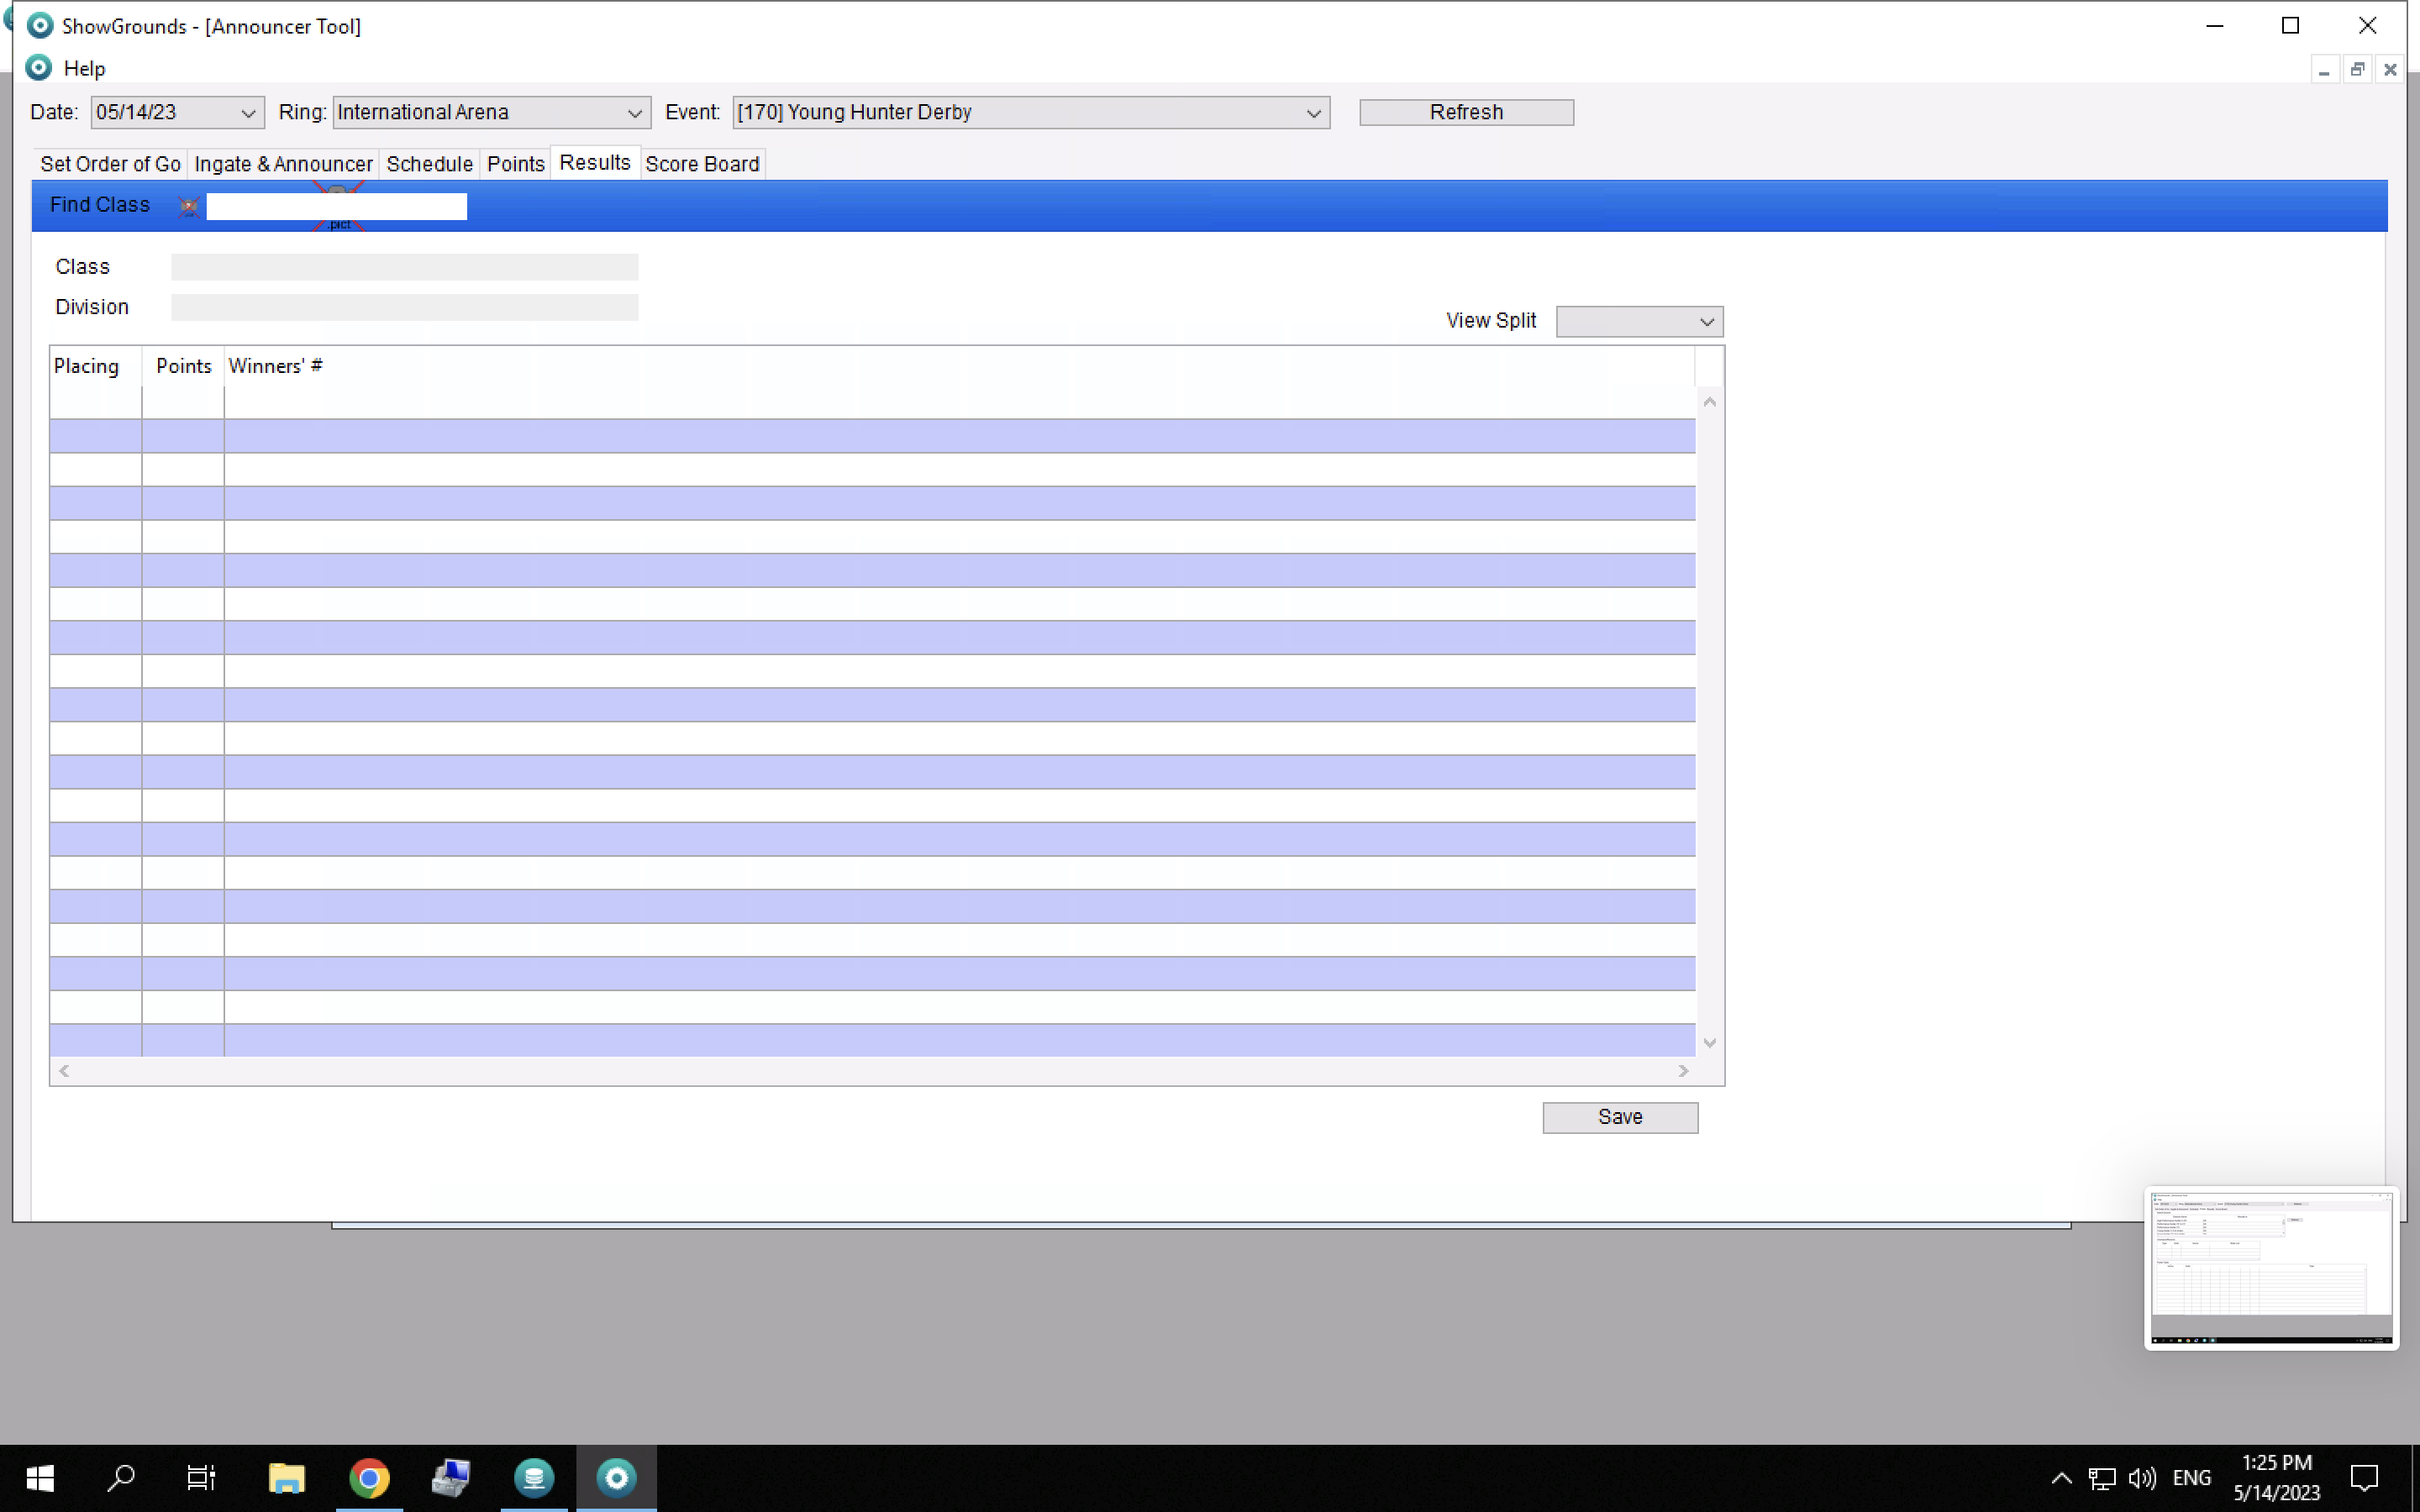 ShowGrounds - [Announcer Tool]
Help
Date: 05/14/23 Ring: International Arena Event: [170] Young Hunter Derby Refresh
Set Order of Go Ingate & Announcer Schedule Points Results Score Board
Find Class
.pict
Class
Division
View Split
Placing Points Winners' #
Save
ENG
1:25 PM
5/14/2023